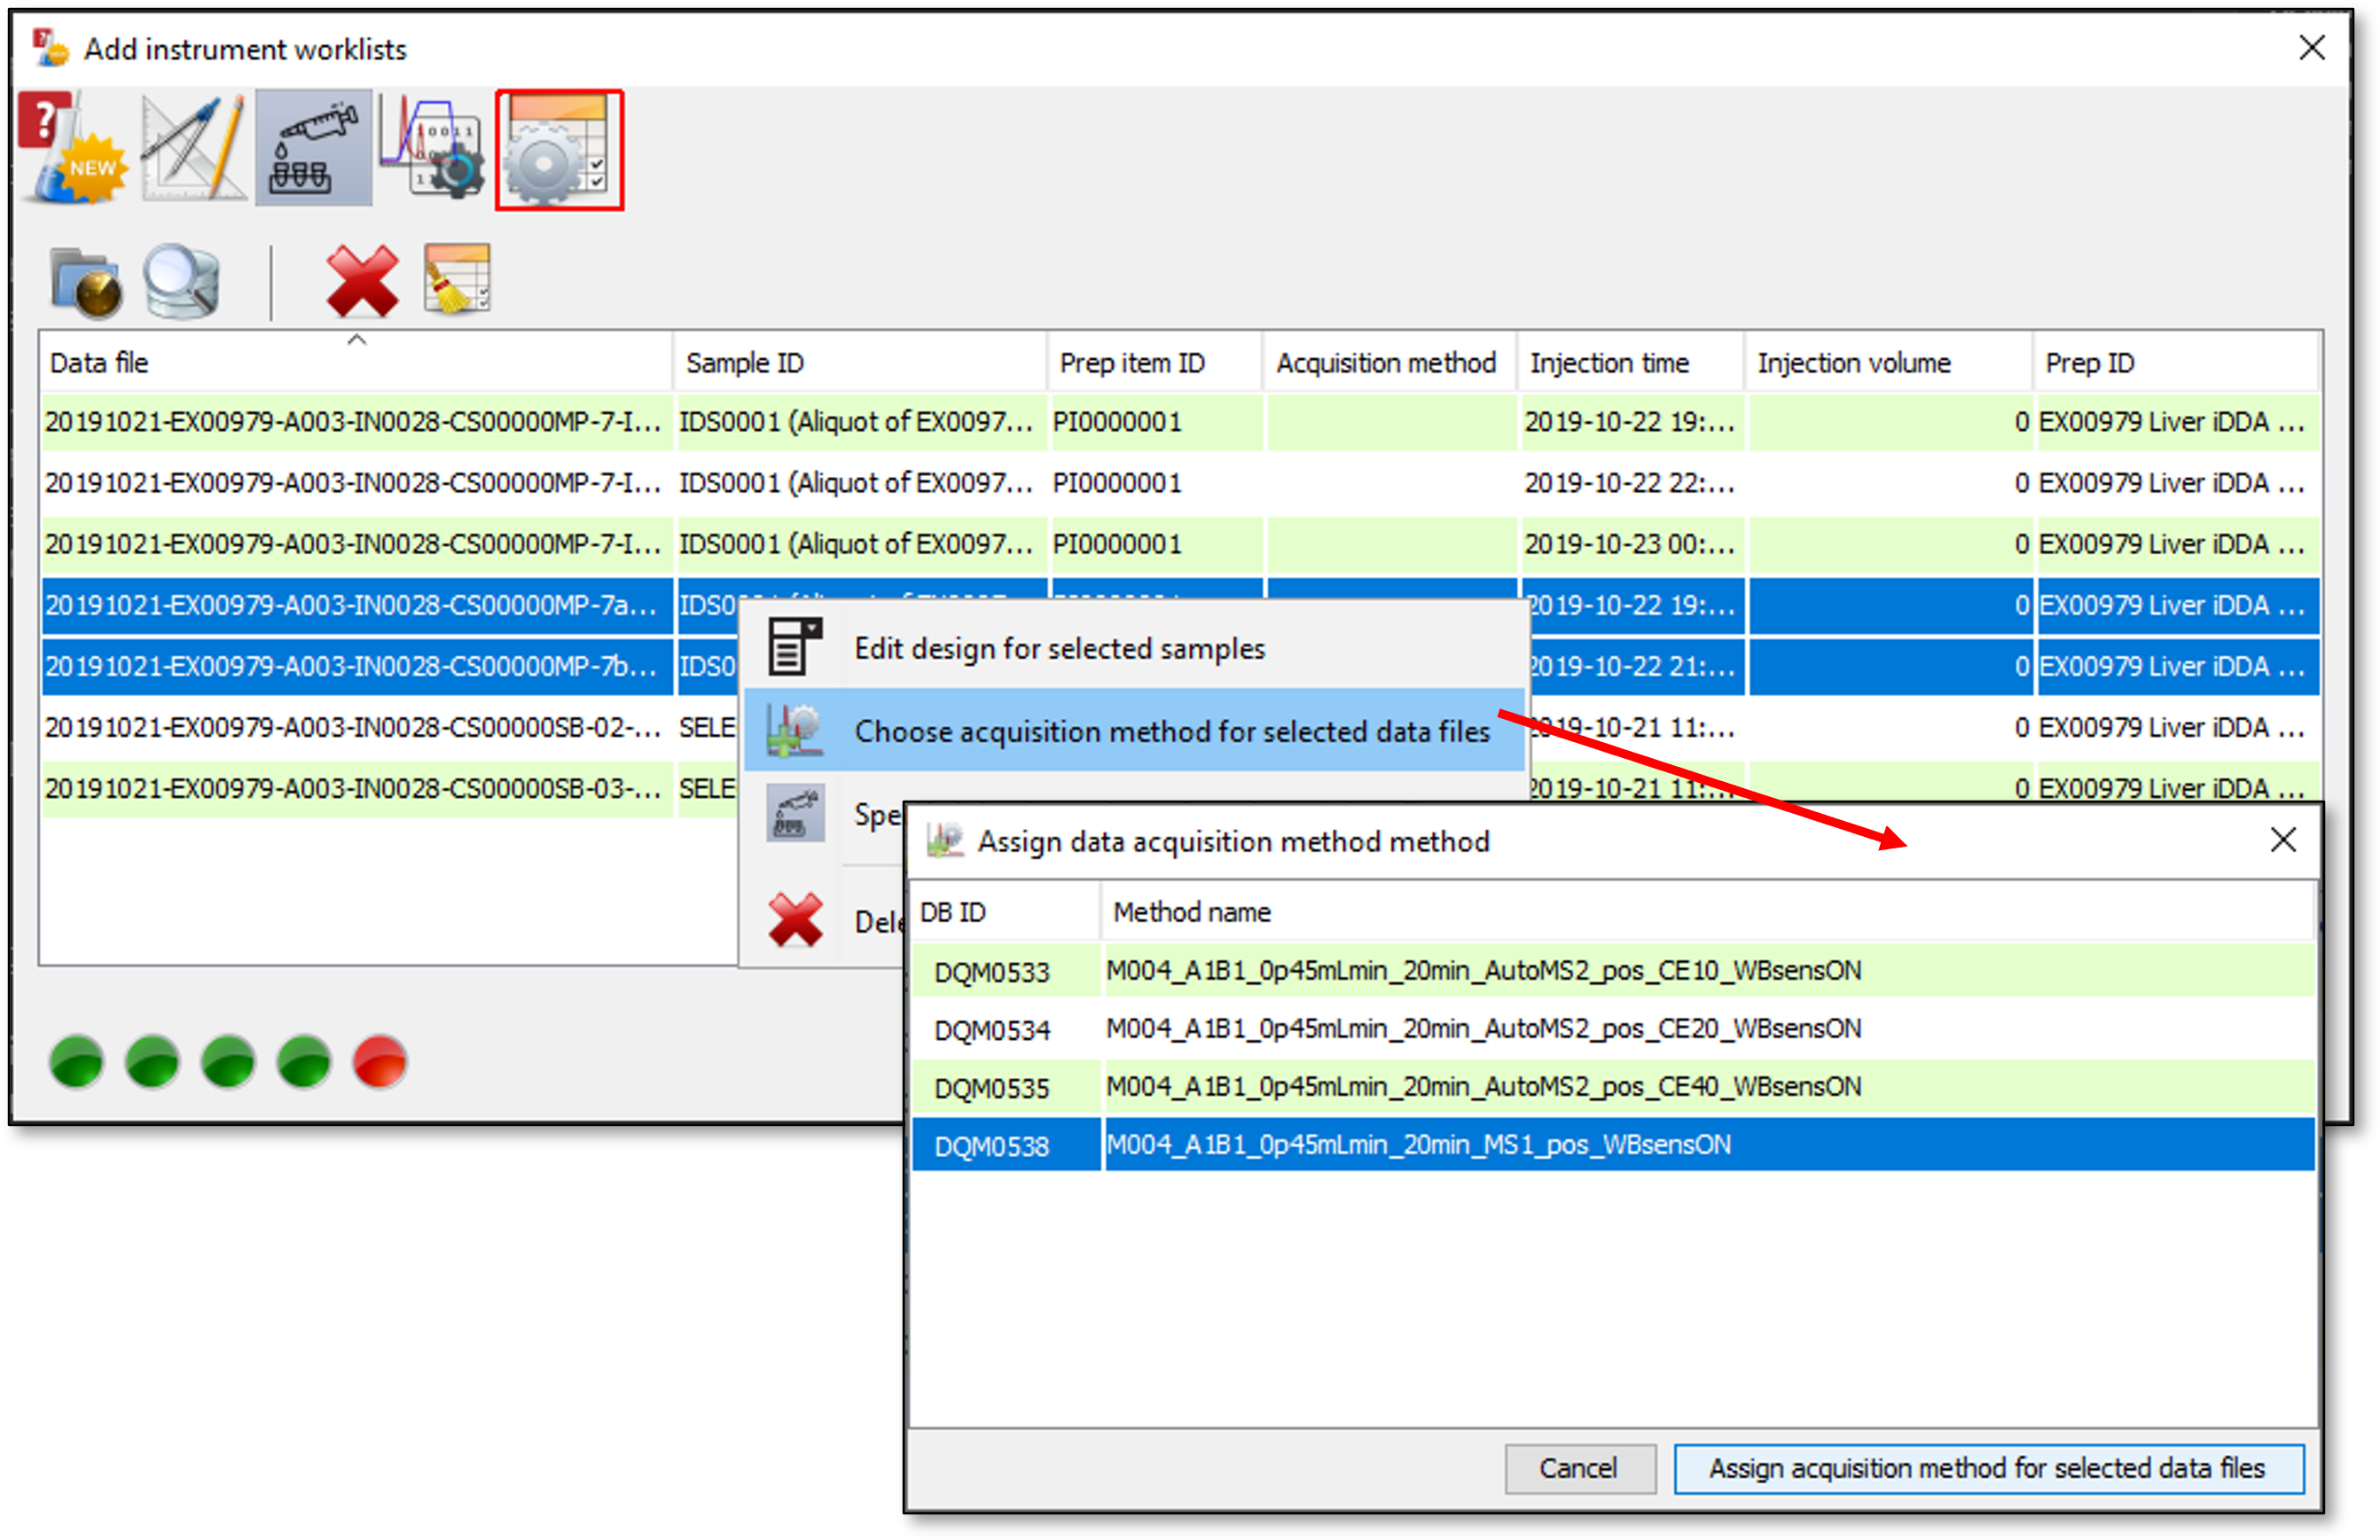 Add instrument worklists
?
NEW
10011
Data file Sample ID Prep item ID Acquisition method Injection time Injection volume Prep ID
20191021-EX00979-A003-IN0028-CS00000MP-7-I... IDS0001 (Aliquot of EX0097... PI0000001 2019-10-22 19:... 0 EX00979 Liver iDDA ...
20191021-EX00979-A003-IN0028-CS00000MP-7-I... IDS0001 (Aliquot of EX0097... PI0000001 2019-10-22 22:... 0 EX00979 Liver iDDA ...
20191021-EX00979-A003-IN0028-CS00000MP-7-I... IDS0001 (Aliquot of EX0097... PI0000001 2019-10-23 00:... 0 EX00979 Liver iDDA ...
20191021-EX00979-A003-IN0028-CS00000MP-7a... 2019-10-22 19:... 0 EX00979 Liver iDDA ...
20191021-EX00979-A003-IN0028-CS00000MP-7b... IDS0 2019-10-22 21:... 0 EX00979 Liver iDDA ...
20191021-EX00979-A003-IN0028-CS00000SB-02-... SELE 2019-10-21 11:... 0 EX00979 Liver iDDA ...
20191021-EX00979-A003-IN0028-CS00000SB-03-... SELE 2019-10-21 11:... 0 EX00979 Liver iDDA ...
Edit design for selected samples
Choose acquisition method for selected data files
Spe
Dele
Assign data acquisition method method
DB ID Method name
DQM0533 M004_A1B1_0p45mLmin_20min_AutoMS2_pos_CE10_WBsensON
DQM0534 M004_A1B1_0p45mLmin_20min_AutoMS2_pos_CE20_WBsensON
DQM0535 M004_A1B1_0p45mLmin_20min_AutoMS2_pos_CE40_WBsensON
DQM0538 M004_A1B1_0p45mLmin_20min_MS1_pos_WBsensON
Cancel Assign acquisition method for selected data files